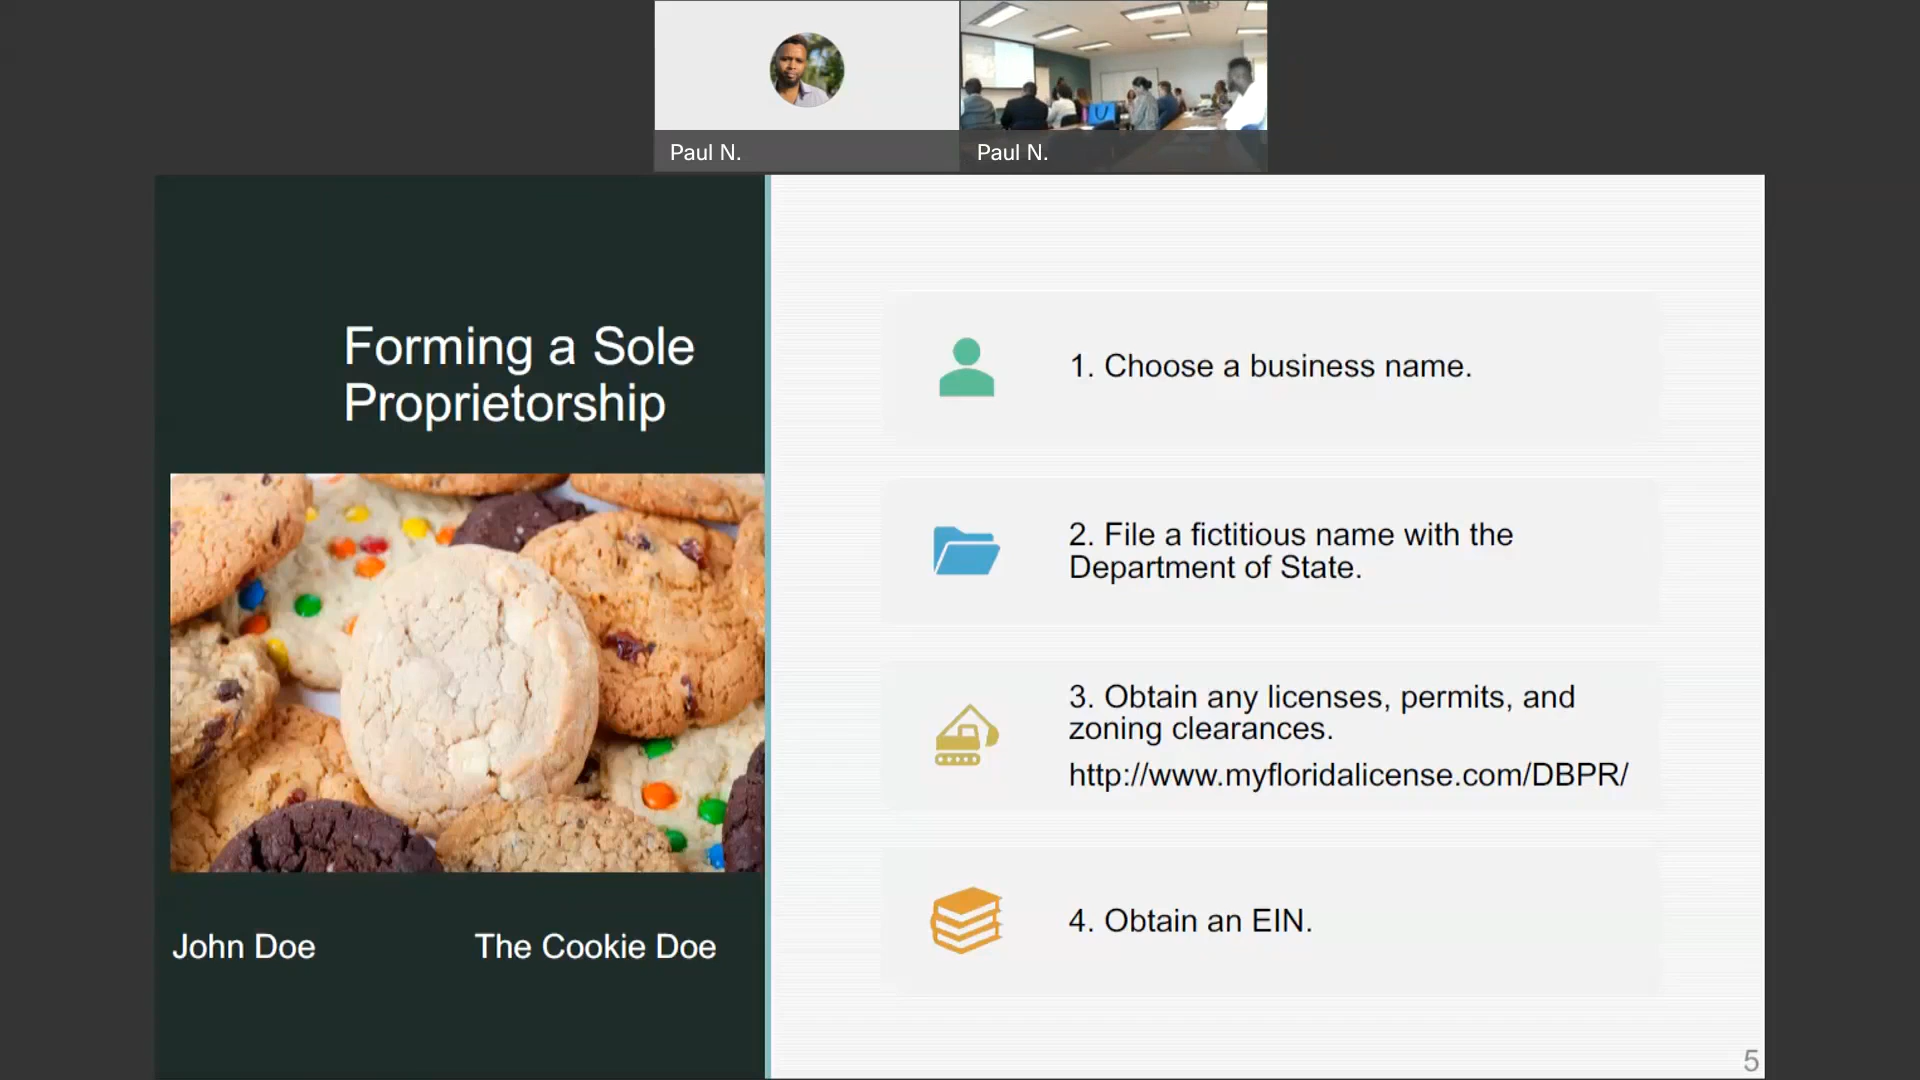 Paul N.
Paul N.
Forming a Sole
Proprietorship
John Doe
The Cookie Doe
1. Choose a business name.
2. File a fictitious name with the
Department of State.
3. Obtain any licenses, permits, and
zoning clearances.
http://www.myfloridalicense.com/DBPR/
4. Obtain an EIN.
5